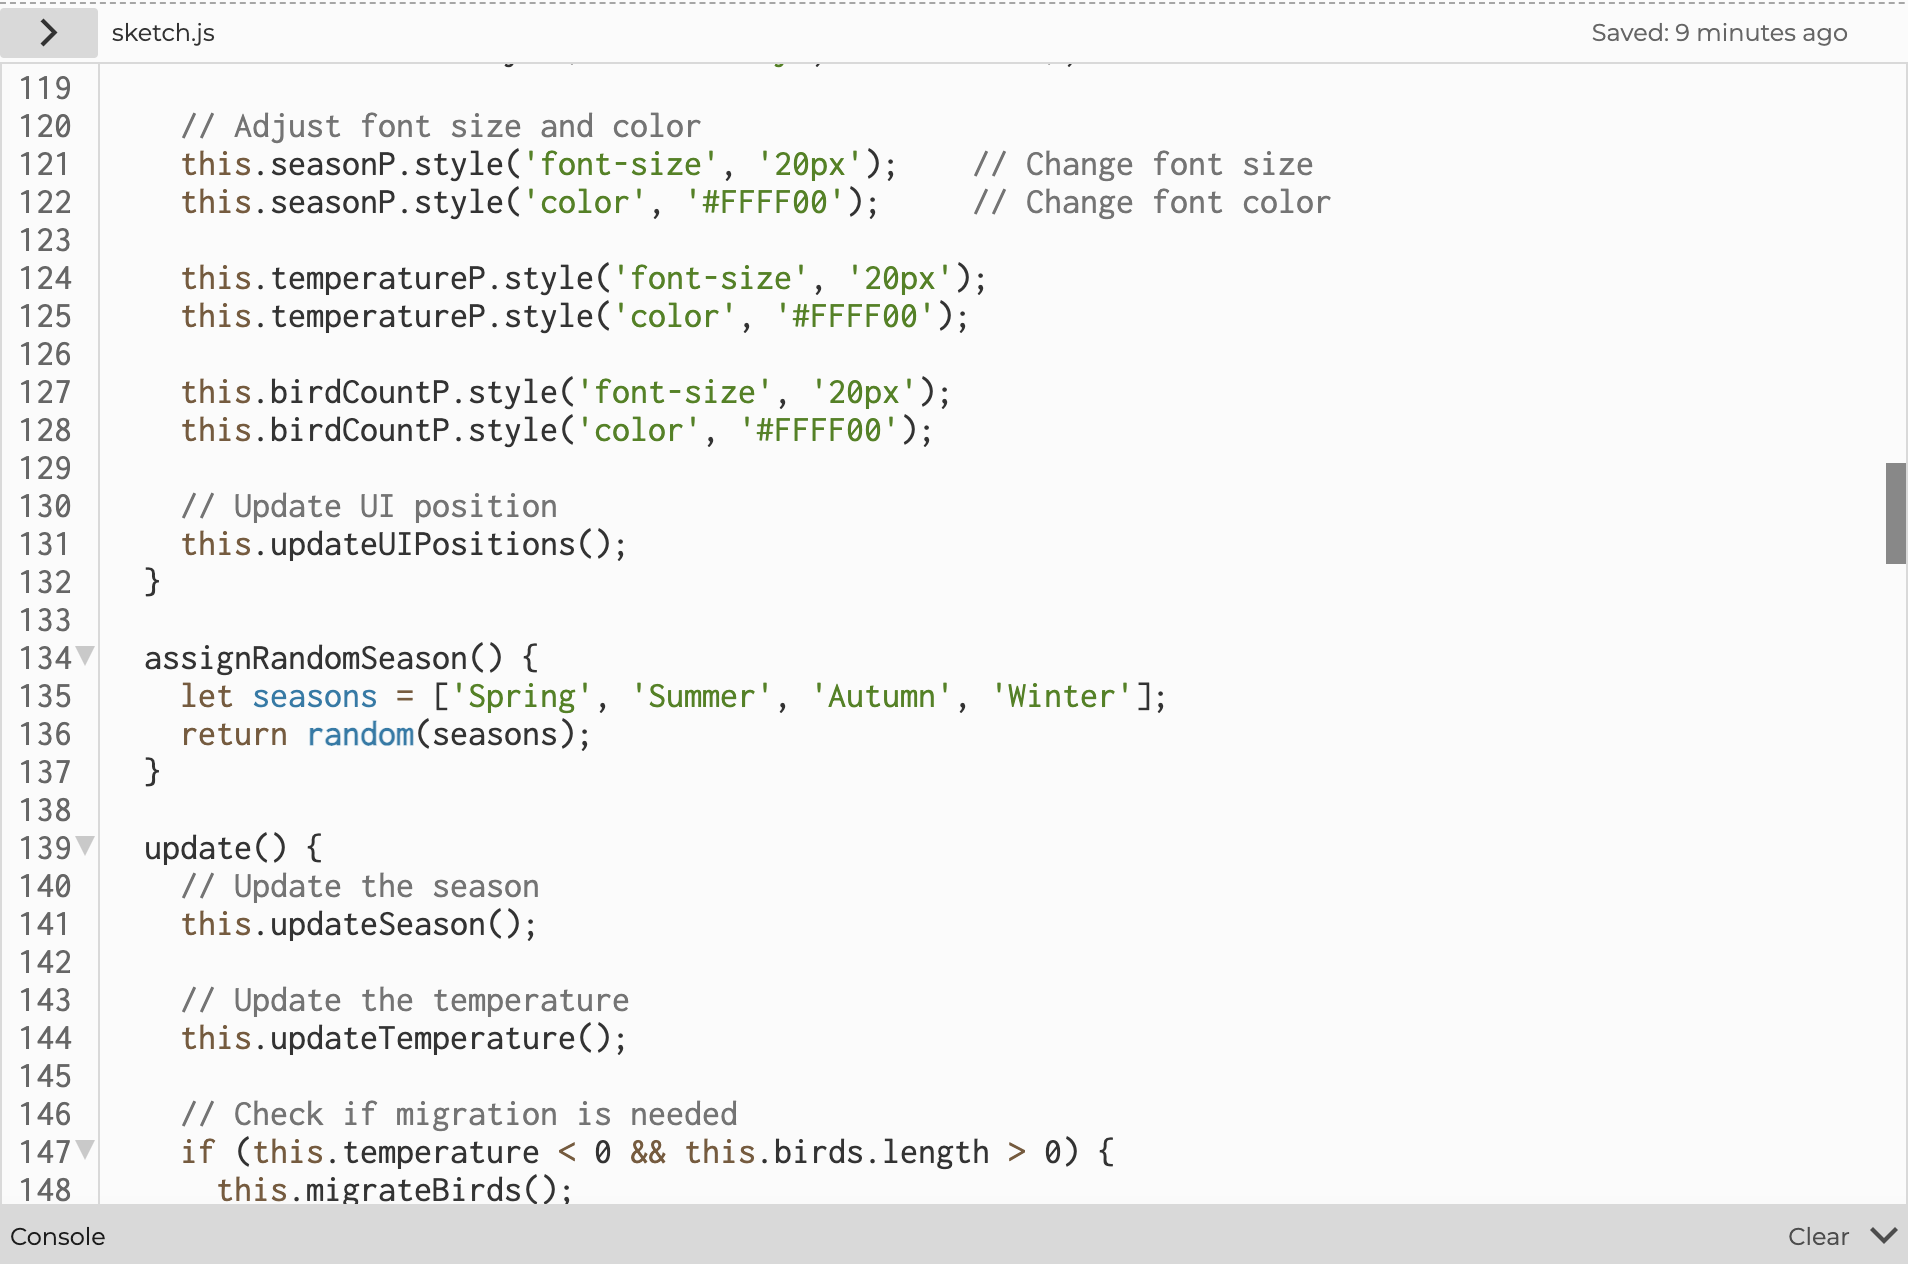 sketch.js
Saved: 9 minutes ago
119
120 // Adjust font size and color
121 this.seasonP.style('font-size', '20px'); // Change font size
122 this.seasonP.style('color', '#FFFF00'); // Change font color
123
124 this.temperatureP.style('font-size', '20px');
125 this.temperatureP.style('color', '#FFFF00');
126
127 this.birdCountP.style('font-size', '20px');
128 this.birdCountP.style('color', '#FFFF00');
129
130 // Update UI position
131 this.updateUIPositions();
132 }
133
134 assignRandomSeason() {
135 let seasons = ['Spring', 'Summer', 'Autumn', 'Winter'];
136 return random(seasons);
137 }
138
139 update() {
140 // Update the season
141 this.updateSeason();
142
143 // Update the temperature
144 this.updateTemperature();
145
146 // Check if migration is needed
147 if (this.temperature < 0 && this.birds.length > 0) {
148 this.migrateBirds();
Console
Clear